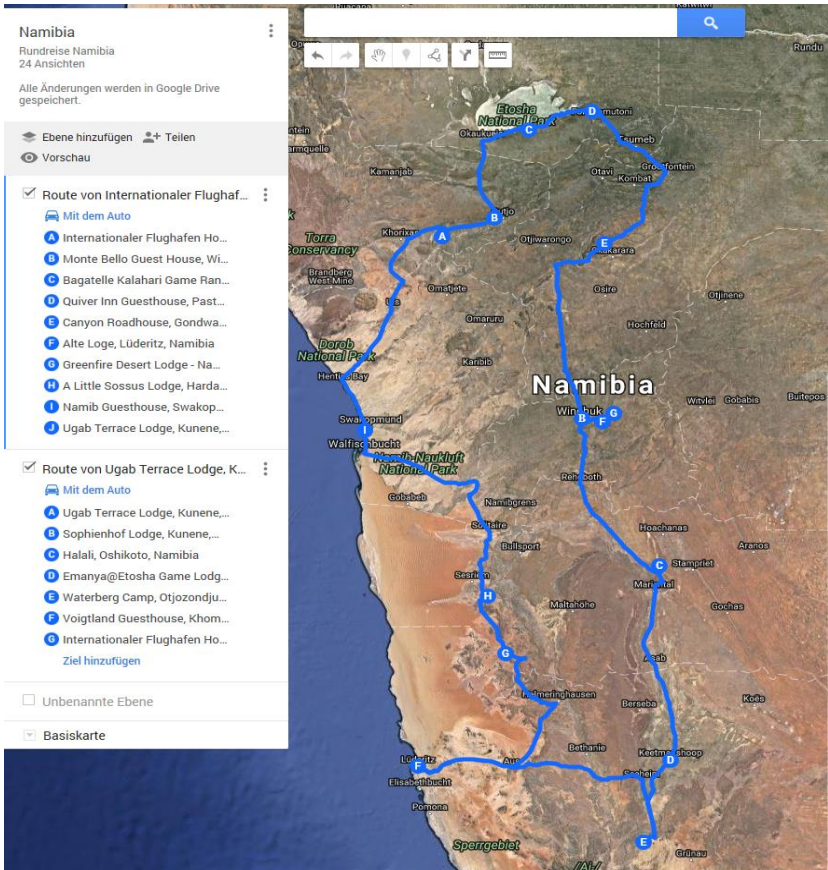 Namibia
Rundreise Namibia
24 Ansichten
Alle Änderungen werden in Google Drive
gespeichert.
Ebene hinzufügen Teilen
Vorschau
Route von Internationaler Flughaf...
Mit dem Auto
A Internationaler Flughafen Ho...
B Monte Bello Guest House, Wi...
C Bagatelle Kalahari Game Ran...
D Quiver Inn Guesthouse, Past...
E Canyon Roadhouse, Gondwa...
F Alte Loge, Lüderitz, Namibia
G Greenfire Desert Lodge - Na...
H A Little Sossus Lodge, Harda...
I Namib Guesthouse, Swakop...
J Ugab Terrace Lodge, Kunene,...
Route von Ugab Terrace Lodge, K...
Mit dem Auto
A Ugab Terrace Lodge, Kunene,...
B Sophienhof Lodge, Kunene,...
C Halali, Oshikoto, Namibia
D Emanya@Etosha Game Lodg...
E Waterberg Camp, Otjozondju...
F Voigtland Guesthouse, Khom...
G Internationaler Flughafen Ho...
Ziel hinzufügen
Unbenannte Ebene
Basiskarte
Rundu
Etosha
National Park
D
C
Tsumeb
Kamanjab
Otavi
Kombat
Grootfontein
B
Khorixas
A
Otjiwarongo
E
Torra
Conservancy
Brandberg
West Mine
Omatjete
Osire
Otjinene
Omaruru
Hochfeld
Dorob
National Park
Karibib
Namibia
Witvlei
Gobabis
Buitepos
B
F
G
Swakopmund
I
Walfischbucht
Namib-Naukluft
National Park
Rehoboth
Gobabeb
Namibgrens
Solitaire
Hoachanas
Bullsport
Aranos
C
Stampriet
Mariental
Sesriem
H
Maltahöhe
Gochas
G
Asab
Helmeringhausen
Berseba
Koës
Bethanie
Keetmanshoop
D
Aus
Seeheim
Lüderitz
F
Elisabethbucht
Pomona
E
Grünau
Sperrgebiet
/Ai-/